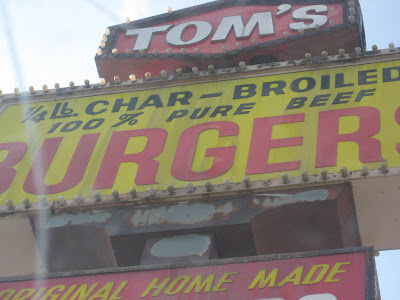 TOM'S
1/4 lb. CHAR-BROILED
100% PURE BEEF
BURGERS
ORIGINAL HOME MADE